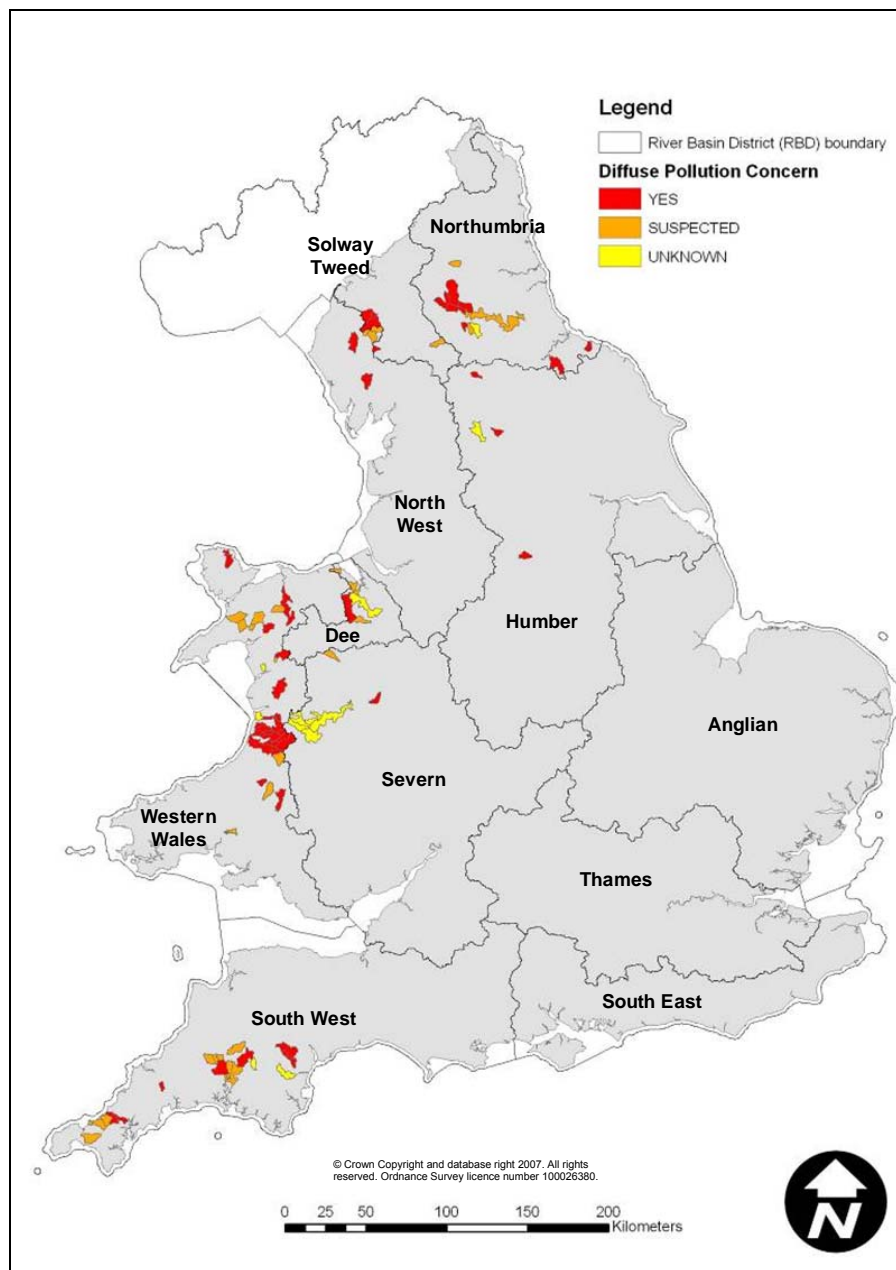 Legend
River Basin District (RBD) boundary
Diffuse Pollution Concern
YES
SUSPECTED
UNKNOWN
Northumbria
Solway
Tweed
North
West
Humber
Dee
Anglian
Severn
Western
Wales
Thames
South East
South West
© Crown Copyright and database right 2007. All rights
reserved. Ordnance Survey licence number 100026380.
0 25 50 100 150 200
Kilometers
N